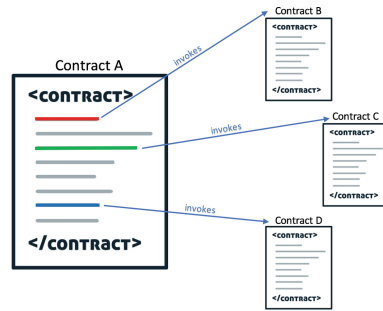 Contract A
<CONTRACT>
</CONTRACT>
invokes
Contract B
<CONTRACT>
</CONTRACT>
invokes
Contract C
<CONTRACT>
</CONTRACT>
invokes
Contract D
<CONTRACT>
</CONTRACT>